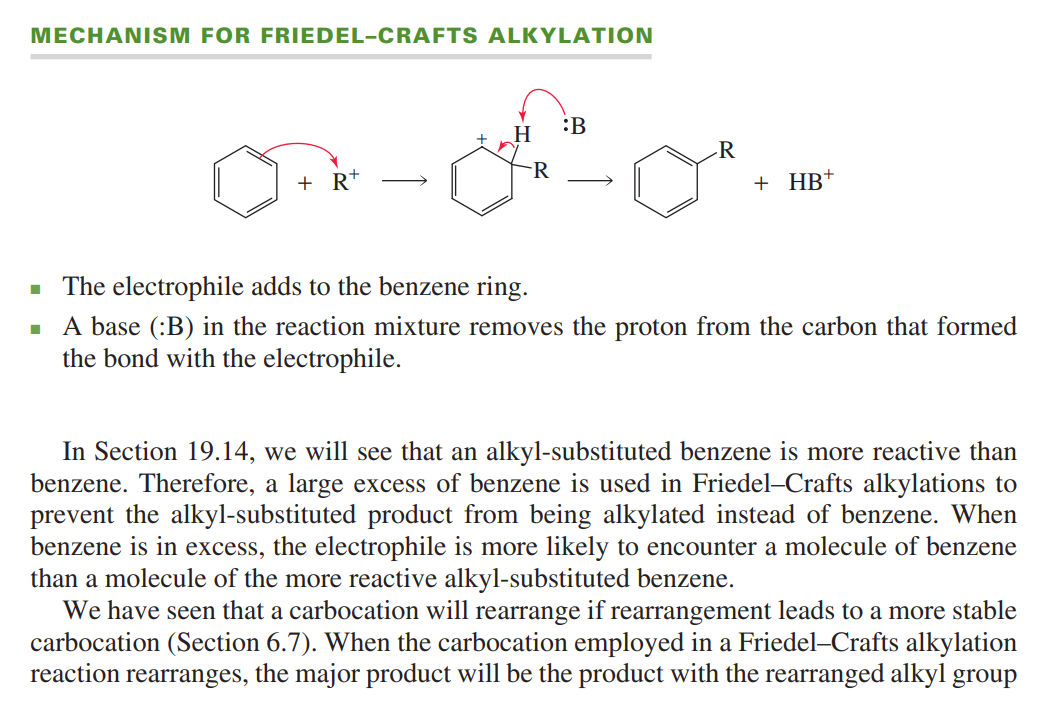 MECHANISM FOR FRIEDEL–CRAFTS ALKYLATION
+ R+ + H :B R R + HB+
■ The electrophile adds to the benzene ring.
■ A base (:B) in the reaction mixture removes the proton from the carbon that formed
the bond with the electrophile.
In Section 19.14, we will see that an alkyl-substituted benzene is more reactive than
benzene. Therefore, a large excess of benzene is used in Friedel–Crafts alkylations to
prevent the alkyl-substituted product from being alkylated instead of benzene. When
benzene is in excess, the electrophile is more likely to encounter a molecule of benzene
than a molecule of the more reactive alkyl-substituted benzene.
We have seen that a carbocation will rearrange if rearrangement leads to a more stable
carbocation (Section 6.7). When the carbocation employed in a Friedel–Crafts alkylation
reaction rearranges, the major product will be the product with the rearranged alkyl group